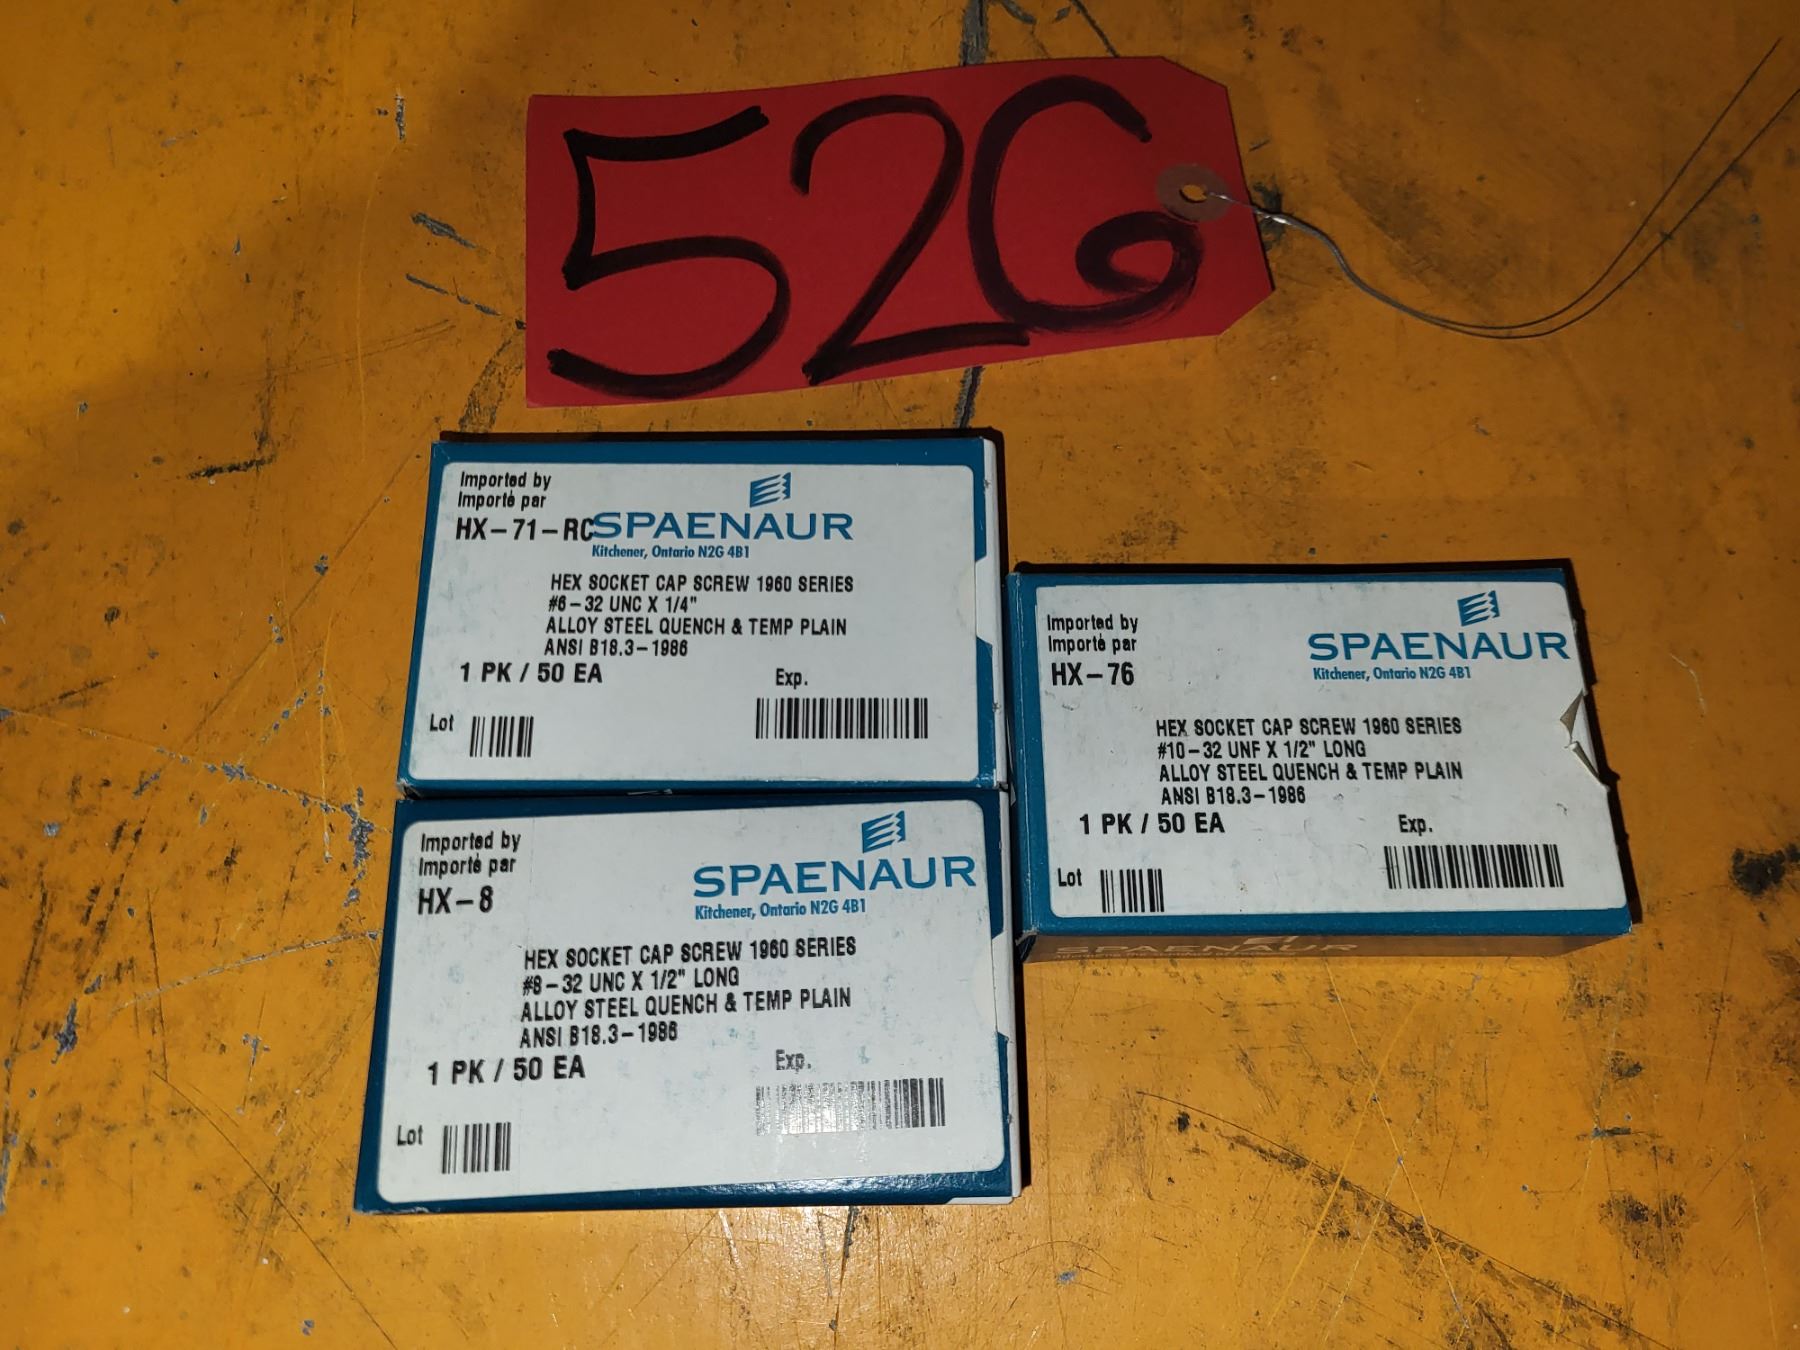 526
Imported by
Importé par
HX-71-RC
SPAENAUR
Kitchener, Ontario N2G 4B1
HEX SOCKET CAP SCREW 1960 SERIES
#6-32 UNC X 1/4"
ALLOY STEEL QUENCH & TEMP PLAIN
ANSI B18.3-1986
1 PK / 50 EA
Exp.
Lot
Imported by
Importé par
HX-76
SPAENAUR
Kitchener, Ontario N2G 4B1
HEX SOCKET CAP SCREW 1960 SERIES
#10-32 UNF X 1/2" LONG
ALLOY STEEL QUENCH & TEMP PLAIN
ANSI B18.3-1986
1 PK / 50 EA
Exp.
Lot
SPAENAUR
Imported by
Importé par
HX-8
SPAENAUR
Kitchener, Ontario N2G 4B1
HEX SOCKET CAP SCREW 1960 SERIES
#8-32 UNC X 1/2" LONG
ALLOY STEEL QUENCH & TEMP PLAIN
ANSI B18.3-1986
1 PK / 50 EA
Exp.
Lot